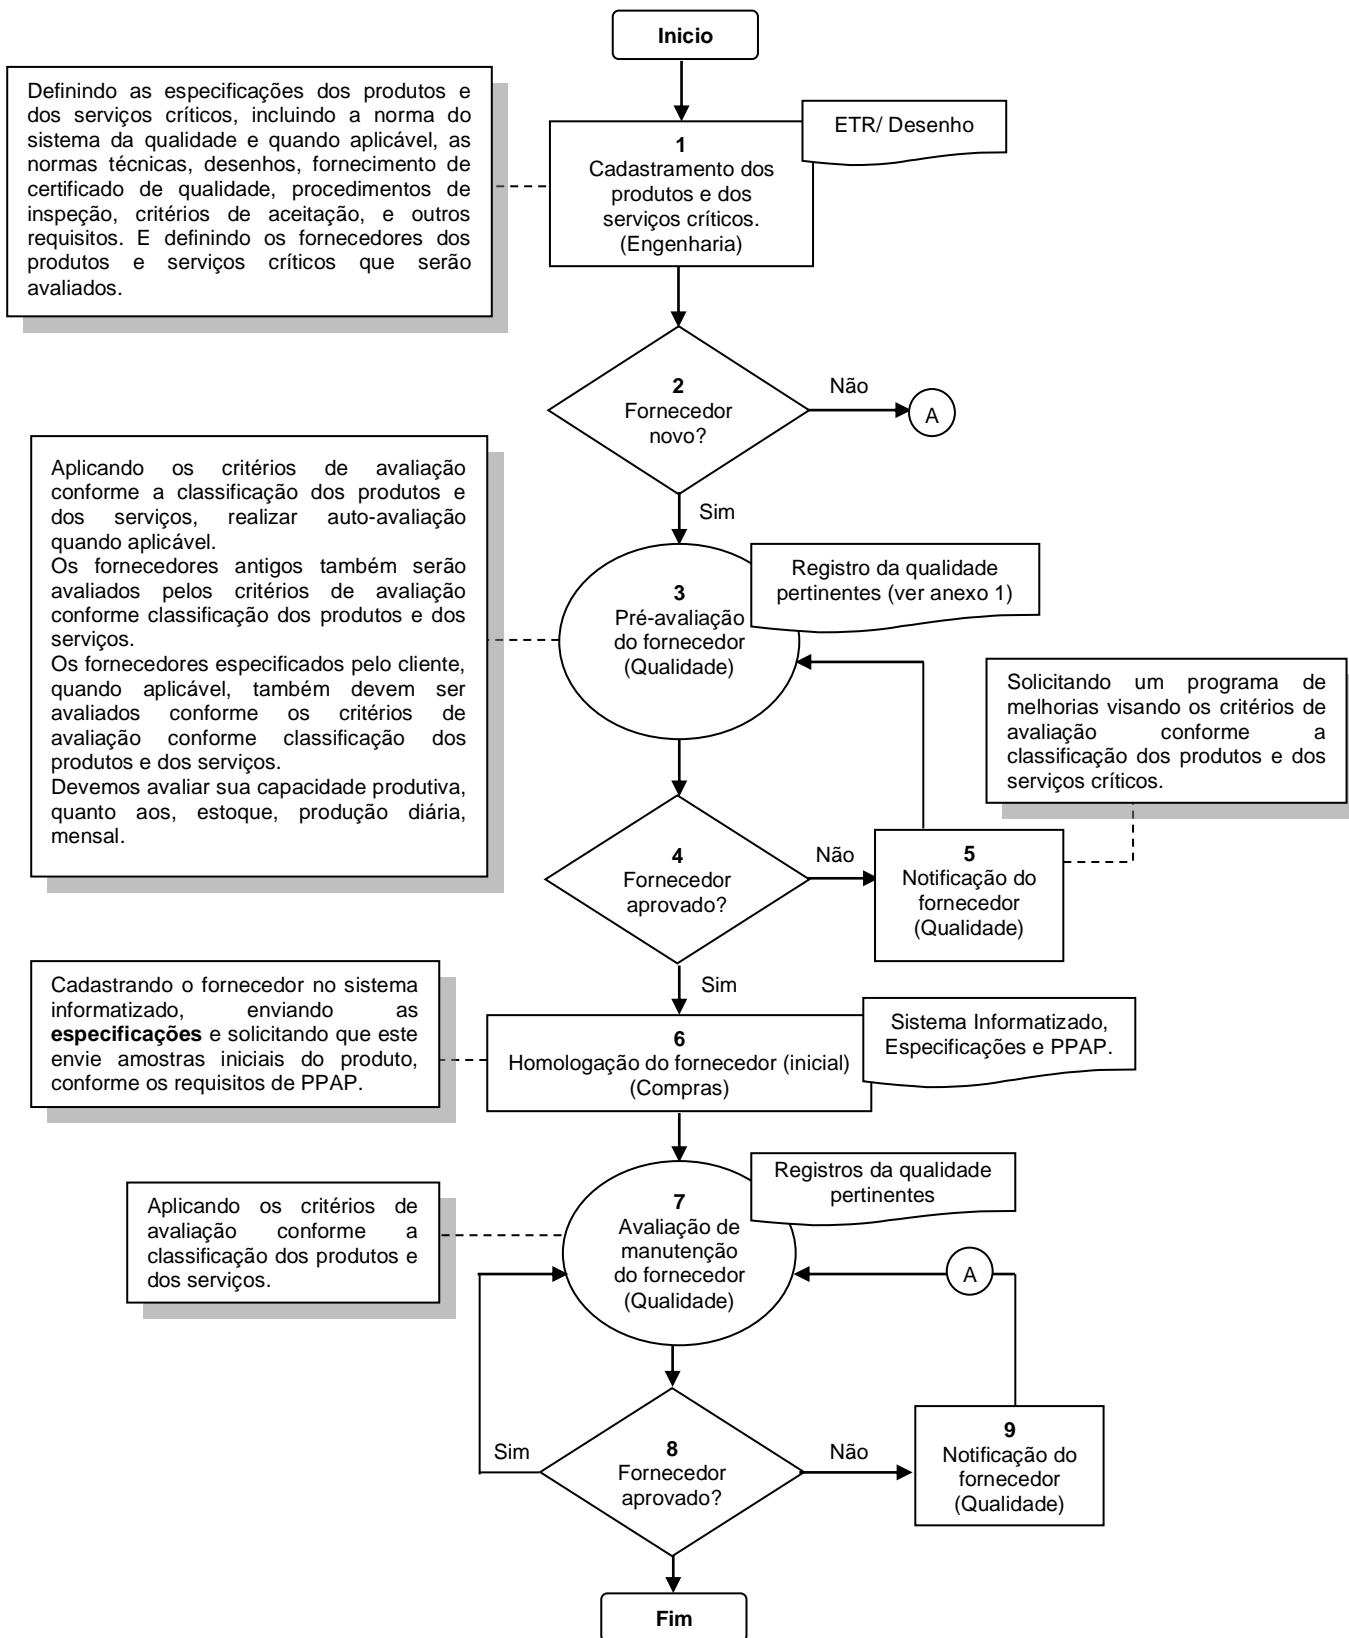 Inicio
Definindo as especificações dos produtos e
dos serviços críticos, incluindo a norma do
sistema da qualidade e quando aplicável, as
normas técnicas, desenhos, fornecimento de
certificado de qualidade, procedimentos de
inspeção, critérios de aceitação, e outros
requisitos. E definindo os fornecedores dos
produtos e serviços críticos que serão
avaliados.
ETR/ Desenho
1
Cadastramento dos
produtos e dos
serviços críticos.
(Engenharia)
2
Fornecedor
novo?
Não
A
Sim
Aplicando os critérios de avaliação
conforme a classificação dos produtos e
dos serviços, realizar auto-avaliação
quando aplicável.
Os fornecedores antigos também serão
avaliados pelos critérios de avaliação
conforme classificação dos produtos e dos
serviços.
Os fornecedores especificados pelo cliente,
quando aplicável, também devem ser
avaliados conforme os critérios de
avaliação conforme classificação dos
produtos e dos serviços.
Devemos avaliar sua capacidade produtiva,
quanto aos, estoque, produção diária,
mensal.
3
Pré-avaliação
do fornecedor
(Qualidade)
Registro da qualidade
pertinentes (ver anexo 1)
Solicitando um programa de
melhorias visando os critérios de
avaliação conforme a
classificação dos produtos e dos
serviços críticos.
4
Fornecedor
aprovado?
Não
5
Notificação do
fornecedor
(Qualidade)
Sim
Cadastrando o fornecedor no sistema
informatizado, enviando as
especificações e solicitando que este
envie amostras iniciais do produto,
conforme os requisitos de PPAP.
6
Homologação do fornecedor (inicial)
(Compras)
Sistema Informatizado,
Especificações e PPAP.
Aplicando os critérios de
avaliação conforme a
classificação dos produtos e
dos serviços.
7
Avaliação de
manutenção
do fornecedor
(Qualidade)
Registros da qualidade
pertinentes
A
Sim
8
Fornecedor
aprovado?
Não
9
Notificação do
fornecedor
(Qualidade)
Fim